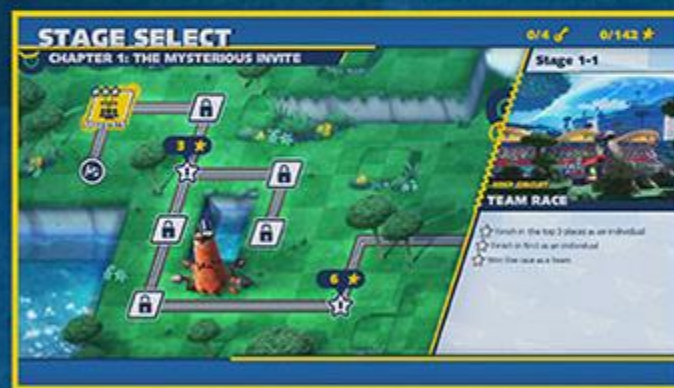 STAGE SELECT
0/4
0/142
CHAPTER 1: THE MYSTERIOUS INVITE
Stage 1-1
3
6
TEAM RACE
Finish in the top 3 places as an individual
Finish in first as an individual
Win the race as a team